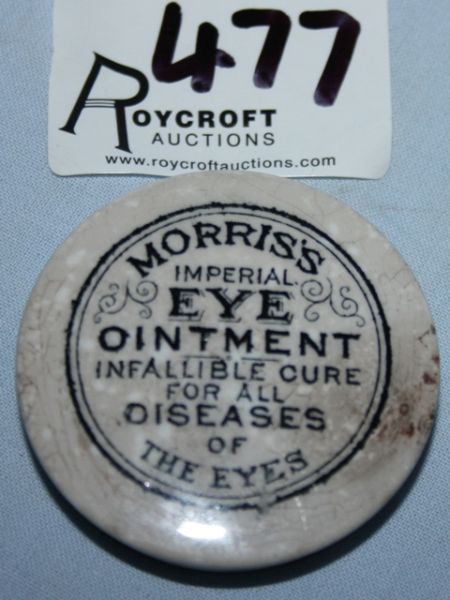 477
ROYCROFT
AUCTIONS
www.roycroftauctions.com
MORRIS'S
IMPERIAL
EYE
OINTMENT
INFALLIBLE CURE
FOR ALL
DISEASES
OF
THE EYES